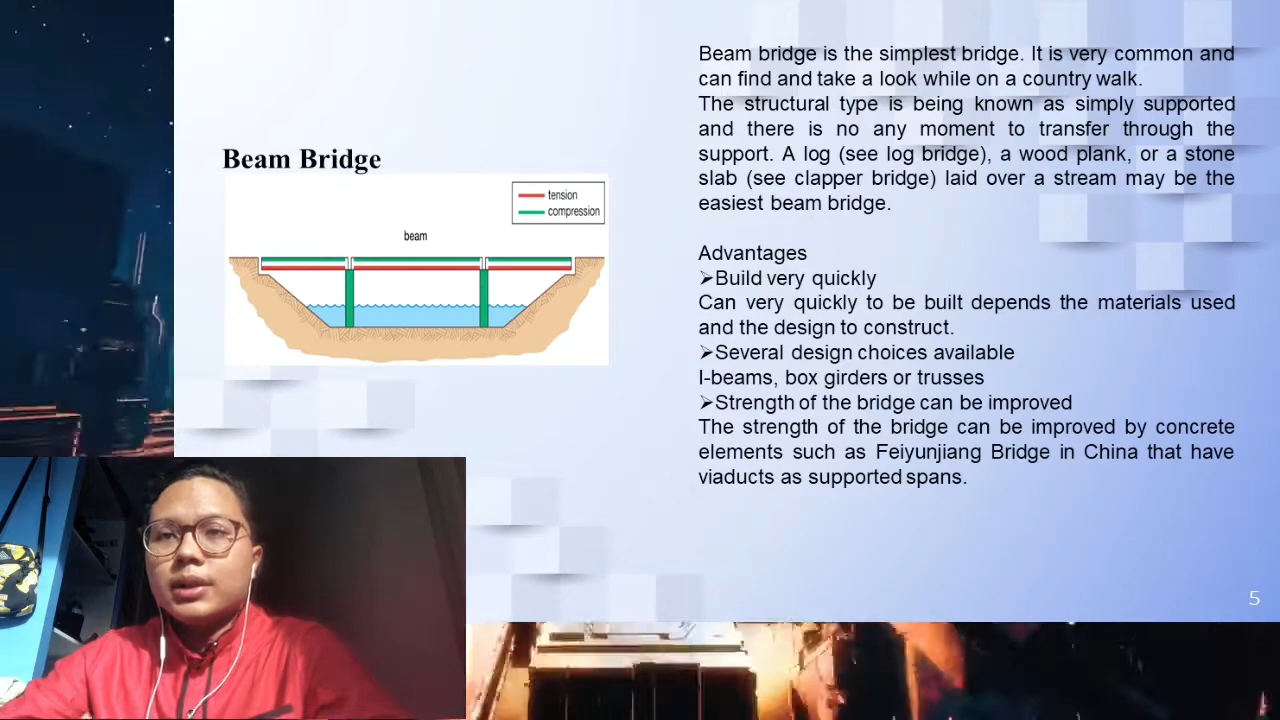 Beam bridge is the simplest bridge. It is very common and
can find and take a look while on a country walk.
The structural type is being known as simply supported
and there is no any moment to transfer through the
support. A log (see log bridge), a wood plank, or a stone
slab (see clapper bridge) laid over a stream may be the
easiest beam bridge.
Beam Bridge
tension
compression
beam
Advantages
➢Build very quickly
Can very quickly to be built depends the materials used
and the design to construct.
➢Several design choices available
I-beams, box girders or trusses
➢Strength of the bridge can be improved
The strength of the bridge can be improved by concrete
elements such as Feiyunjiang Bridge in China that have
viaducts as supported spans.
5